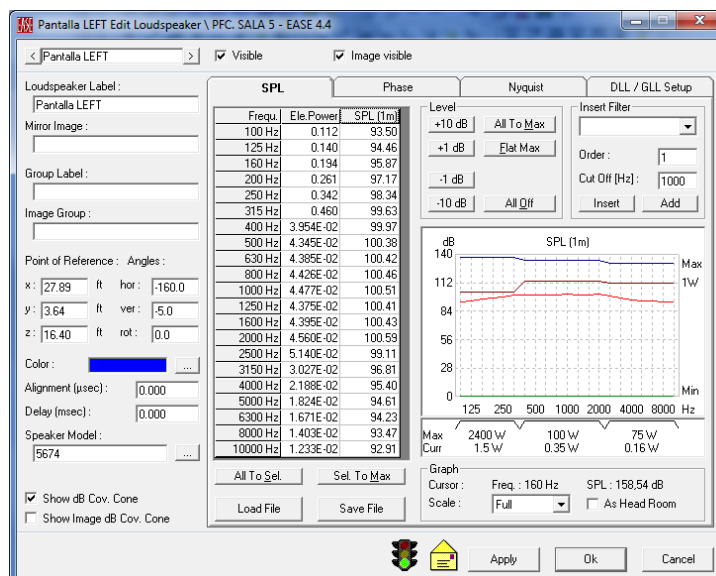 Pantalla LEFT Edit Loudspeaker \ PFC. SALA 5 - EASE 4.4
< Pantalla LEFT > Visible Image visible
Loudspeaker Label :
Pantalla LEFT
Mirror Image :
Group Label :
Image Group :
Point of Reference : Angles :
x : 27.89 ft hor : -160.0
y : 3.64 ft ver : -5.0
z : 16.40 ft rot : 0.0
Color : ...
Alignment (µsec) : 0.000
Delay (msec) : 0.000
Speaker Model :
5674 ...
Show dB Cov. Cone
Show Image dB Cov. Cone
SPL Phase Nyquist DLL / GLL Setup
Frequ. Ele.Power SPL (1m)
100 Hz 0.112 93.50
125 Hz 0.140 94.46
160 Hz 0.194 95.87
200 Hz 0.261 97.17
250 Hz 0.342 98.34
315 Hz 0.460 99.63
400 Hz 3.954E-02 99.97
500 Hz 4.345E-02 100.38
630 Hz 4.385E-02 100.42
800 Hz 4.426E-02 100.46
1000 Hz 4.477E-02 100.51
1250 Hz 4.375E-02 100.41
1600 Hz 4.395E-02 100.43
2000 Hz 4.560E-02 100.59
2500 Hz 5.140E-02 99.11
3150 Hz 3.027E-02 96.81
4000 Hz 2.188E-02 95.40
5000 Hz 1.824E-02 94.61
6300 Hz 1.671E-02 94.23
8000 Hz 1.403E-02 93.47
10000 Hz 1.233E-02 92.91
All To Sel. Sel. To Max
Load File Save File
Level
+10 dB All To Max
+1 dB Flat Max
-1 dB
-10 dB All Off
Insert Filter
Order : 1
Cut Off [Hz] : 1000
Insert Add
dB SPL (1m)
140
Max
112 1W
84
56
28
0 Min
125 250 500 1000 2000 4000 8000 Hz
Max 2400 W 100 W 75 W
Curr 1.5 W 0.35 W 0.16 W
Graph
Cursor : Freq. : 160 Hz SPL : 158,54 dB
Scale : Full As Head Room
Apply Ok Cancel